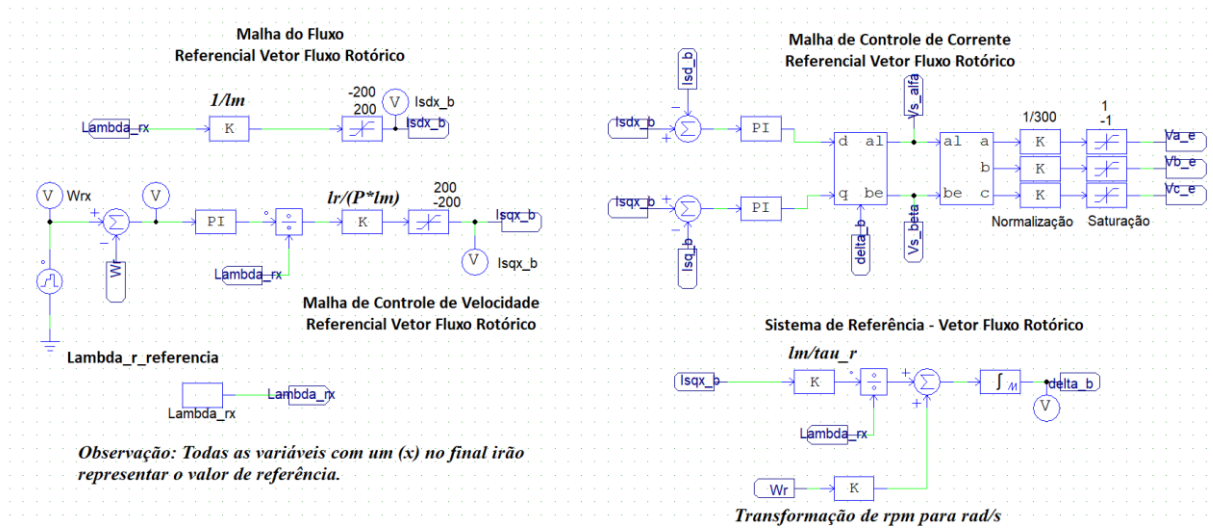 Malha do Fluxo
Referencial Vetor Fluxo Rotórico
1/lm
-200
200
V
Isdx_b
Lambda_rx
K
Isdx_b
V
Wrx
V
lr/(P*lm)
200
-200
Σ
PI
÷
K
Isqx_b
Wr
Lambda_rx
V
Isqx_b
Malha de Controle de Velocidade
Referencial Vetor Fluxo Rotórico
Lambda_r_referencia
Lambda_rx
Lambda_rx
Observação: Todas as variáveis com um (x) no final irão
representar o valor de referência.
Malha de Controle de Corrente
Referencial Vetor Fluxo Rotórico
Isd_b
Vs_alfa
Isdx_b
Σ
PI
d
al
al
a
1/300
K
1
-1
Va_e
b
K
Vb_e
Isqx_b
Σ
PI
q
be
be
c
K
Vc_e
Isq_b
delta_b
Vs_beta
Normalização
Saturação
Sistema de Referência - Vetor Fluxo Rotórico
lm/tau_r
Isqx_b
K
÷
Σ
∫M
delta_b
V
Lambda_rx
Wr
K
Transformação de rpm para rad/s